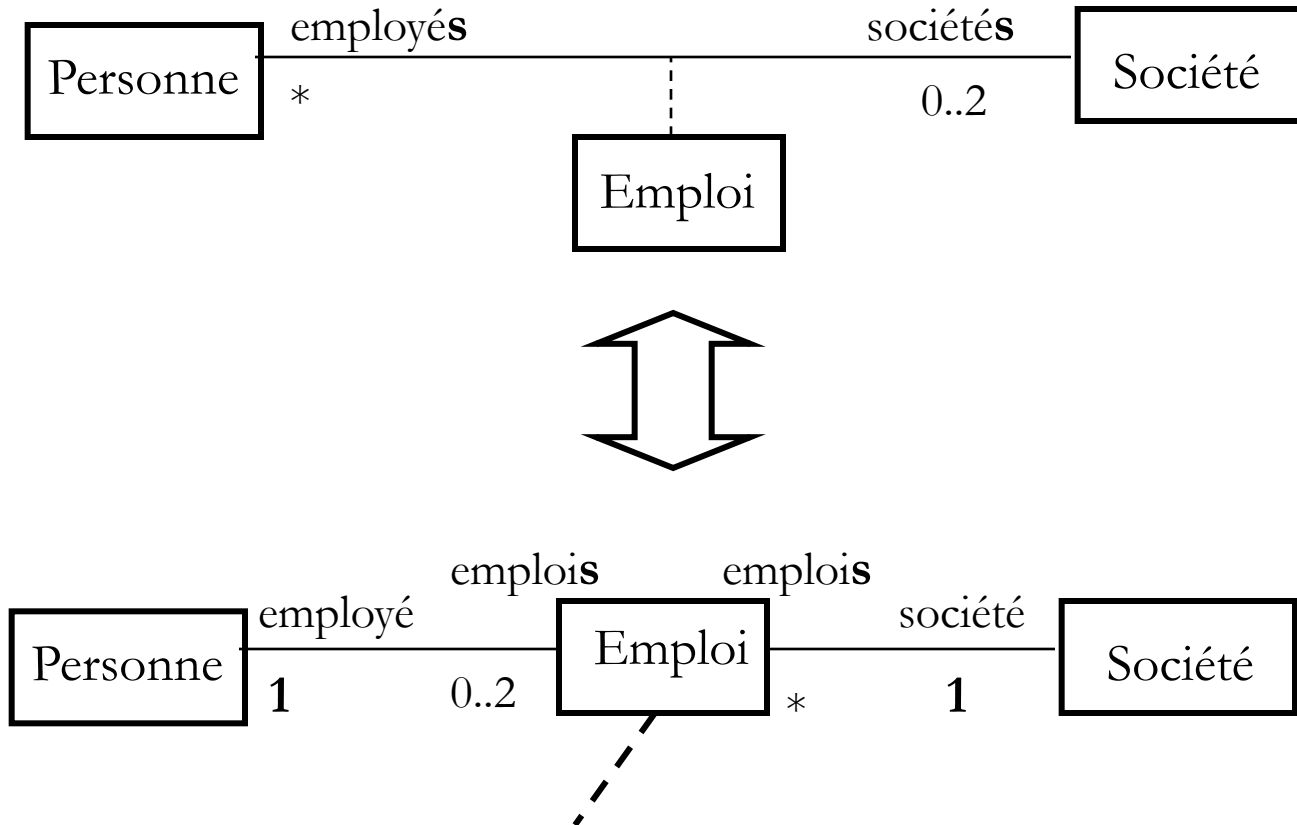 employés sociétés
Personne Société
* 0..2
Emploi
emplois emplois
employé société
Personne Emploi Société
1 0..2 * 1